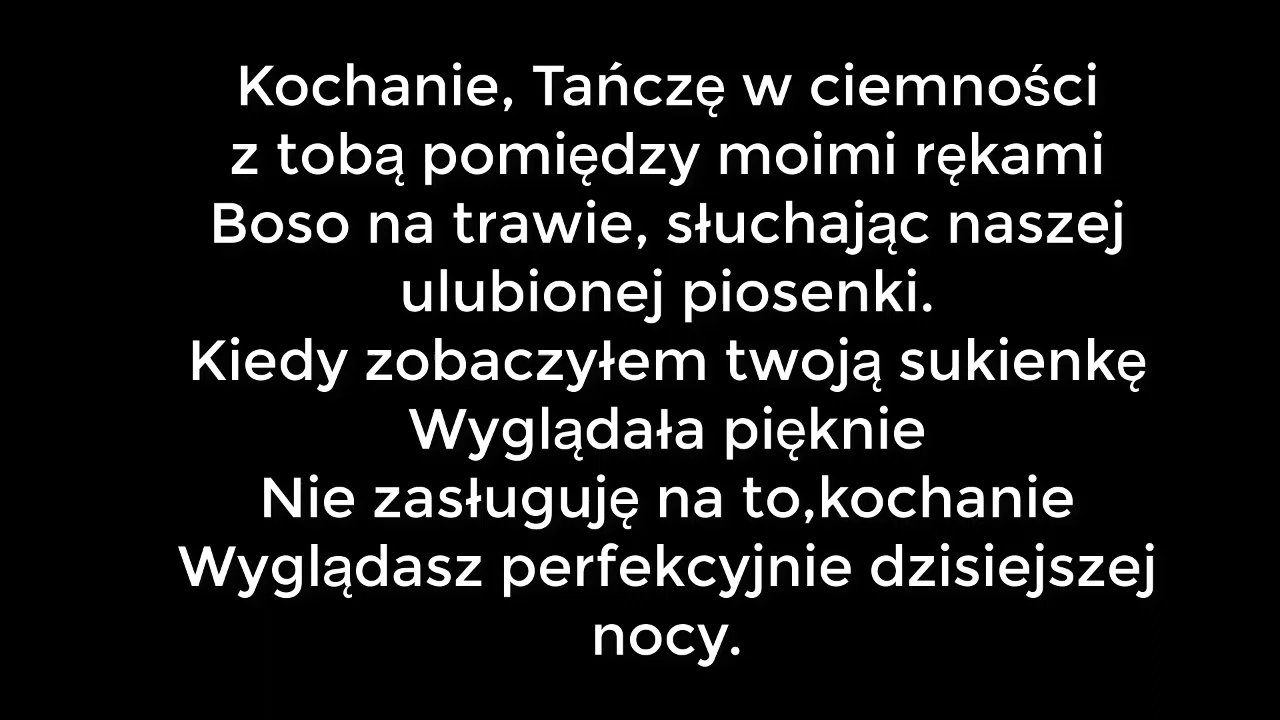 Kochanie, Tańczę w ciemności
z tobą pomiędzy moimi rękami
Boso na trawie, słuchając naszej
ulubionej piosenki.
Kiedy zobaczyłem twoją sukienkę
Wyglądała pięknie
Nie zasługuję na to,kochanie
Wyglądasz perfekcyjnie dzisiejszej
nocy.